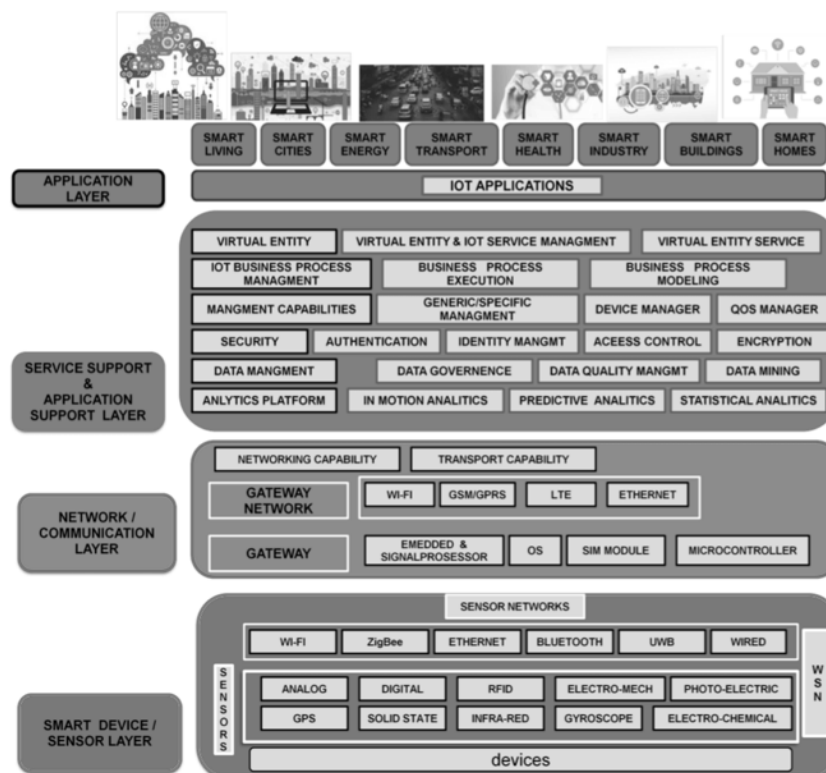 SMART LIVING
SMART CITIES
SMART ENERGY
SMART TRANSPORT
SMART HEALTH
SMART INDUSTRY
SMART BUILDINGS
SMART HOMES
APPLICATION
LAYER
IOT APPLICATIONS
VIRTUAL ENTITY
VIRTUAL ENTITY & IOT SERVICE MANAGMENT
VIRTUAL ENTITY SERVICE
IOT BUSINESS PROCESS
MANAGMENT
BUSINESS PROCESS
EXECUTION
BUSINESS PROCESS
MODELING
MANGMENT CAPABILITIES
GENERIC/SPECIFIC
MANAGMENT
DEVICE MANAGER
QOS MANAGER
SECURITY
AUTHENTICATION
IDENTITY MANGMT
ACEESS CONTROL
ENCRYPTION
SERVICE SUPPORT
&
APPLICATION
SUPPORT LAYER
DATA MANGMENT
DATA GOVERNENCE
DATA QUALITY MANGMT
DATA MINING
ANLYTICS PLATFORM
IN MOTION ANALITICS
PREDICTIVE ANALITICS
STATISTICAL ANALITICS
NETWORKING CAPABILITY
TRANSPORT CAPABILITY
NETWORK /
COMMUNICATION
LAYER
GATEWAY
NETWORK
WI-FI
GSM/GPRS
LTE
ETHERNET
GATEWAY
EMEDDED &
SIGNALPROSESSOR
OS
SIM MODULE
MICROCONTROLLER
SENSOR NETWORKS
WI-FI
ZigBee
ETHERNET
BLUETOOTH
UWB
WIRED
SENSORS
WSN
ANALOG
DIGITAL
RFID
ELECTRO-MECH
PHOTO-ELECTRIC
GPS
SOLID STATE
INFRA-RED
GYROSCOPE
ELECTRO-CHEMICAL
SMART DEVICE /
SENSOR LAYER
devices